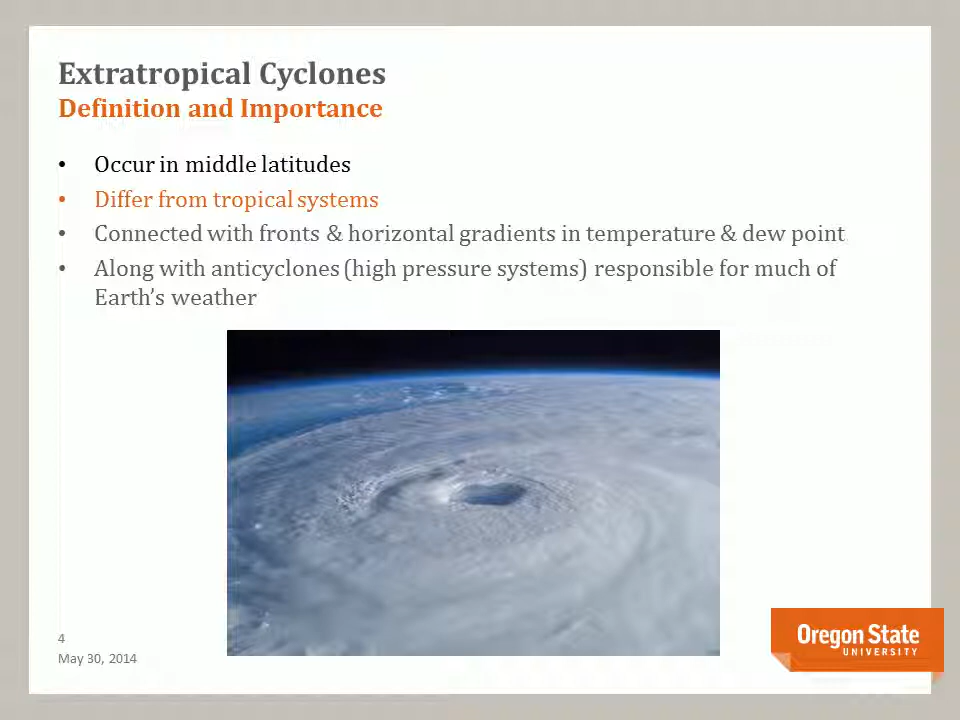 Extratropical Cyclones
Definition and Importance
• Occur in middle latitudes
• Differ from tropical systems
• Connected with fronts & horizontal gradients in temperature & dew point
• Along with anticyclones (high pressure systems) responsible for much of
Earth's weather
4
May 30, 2014
Oregon State
UNIVERSITY